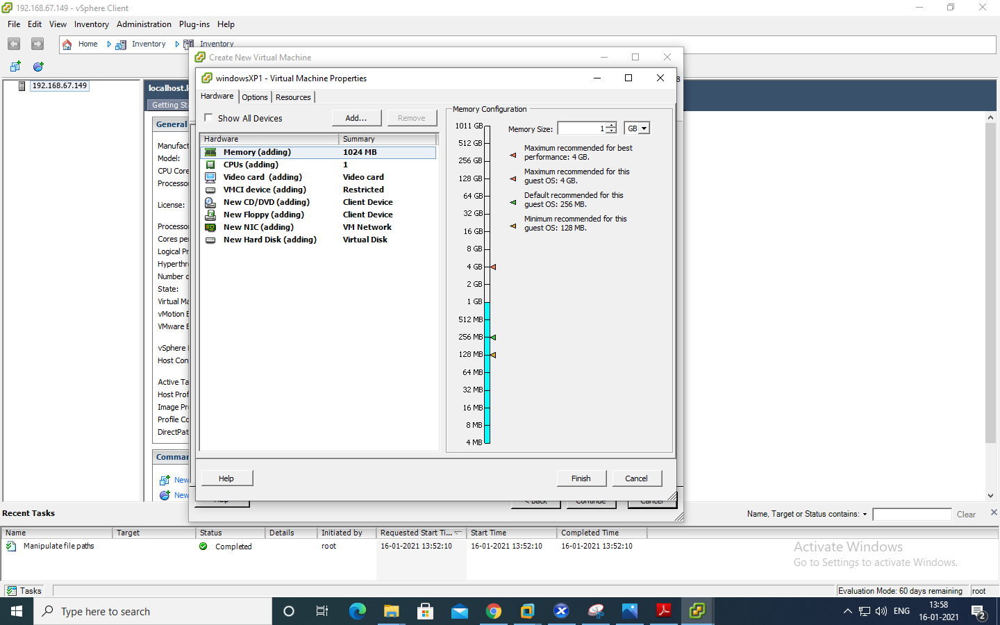 192.168.67.149 - vSphere Client
File Edit View Inventory Administration Plug-ins Help
Home Inventory Inventory
Create New Virtual Machine
windowsXP1 - Virtual Machine Properties
192.168.67.149
localhost.l
Getting St
Hardware Options Resources
Show All Devices Add... Remove
Hardware Summary
Memory (adding) 1024 MB
CPUs (adding) 1
Video card (adding) Video card
VMCI device (adding) Restricted
New CD/DVD (adding) Client Device
New Floppy (adding) Client Device
New NIC (adding) VM Network
New Hard Disk (adding) Virtual Disk
Memory Configuration
Memory Size: 1 GB
1011 GB
512 GB
256 GB
128 GB
64 GB
32 GB
16 GB
8 GB
4 GB
2 GB
1 GB
512 MB
256 MB
128 MB
64 MB
32 MB
16 MB
8 MB
4 MB
Maximum recommended for best
performance: 4 GB.
Maximum recommended for this
guest OS: 4 GB.
Default recommended for this
guest OS: 256 MB.
Minimum recommended for this
guest OS: 128 MB.
Help Finish Cancel
Help < Back Continue Cancel
General
Manufact
Model:
CPU Core
Processo
License:
Processo
Cores pe
Logical Pr
Hyperthr
Number o
State:
Virtual Ma
vMotion E
VMware E
vSphere
Host Con
Active Ta
Host Prof
Image Pr
Profile Co
DirectPat
Comman
New
New
Recent Tasks
Name, Target or Status contains: Clear
Name Target Status Details Initiated by Requested Start Ti... Start Time Completed Time
Manipulate file paths Completed root 16-01-2021 13:52:10 16-01-2021 13:52:10 16-01-2021 13:52:10
Activate Windows
Go to Settings to activate Windows.
Tasks Evaluation Mode: 60 days remaining root
Type here to search
ENG 13:58
16-01-2021
2